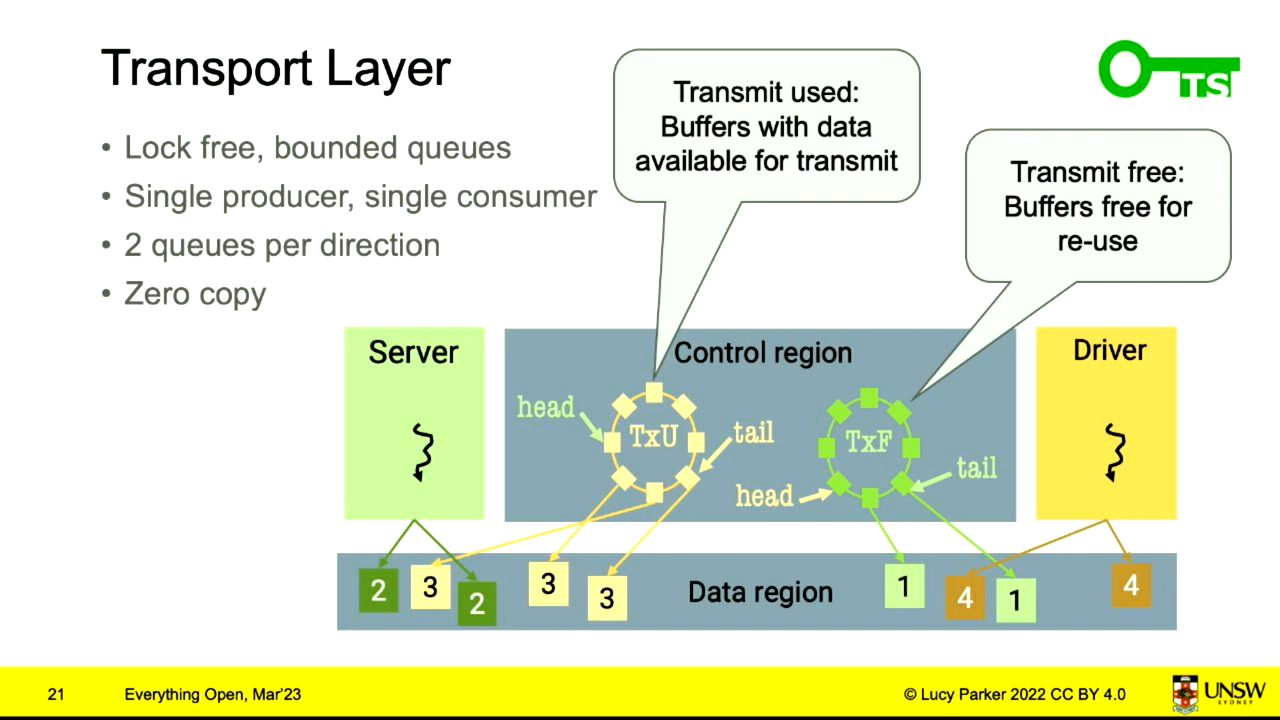 Transport Layer
• Lock free, bounded queues
• Single producer, single consumer
• 2 queues per direction
• Zero copy
Transmit used:
Buffers with data
available for transmit
TS
Transmit free:
Buffers free for
re-use
Server
Control region
Driver
head
TxU
tail
TxF
head
tail
2
3
2
3
3
Data region
1
4
1
4
21
Everything Open, Mar'23
© Lucy Parker 2022 CC BY 4.0
UNSW
SYDNEY